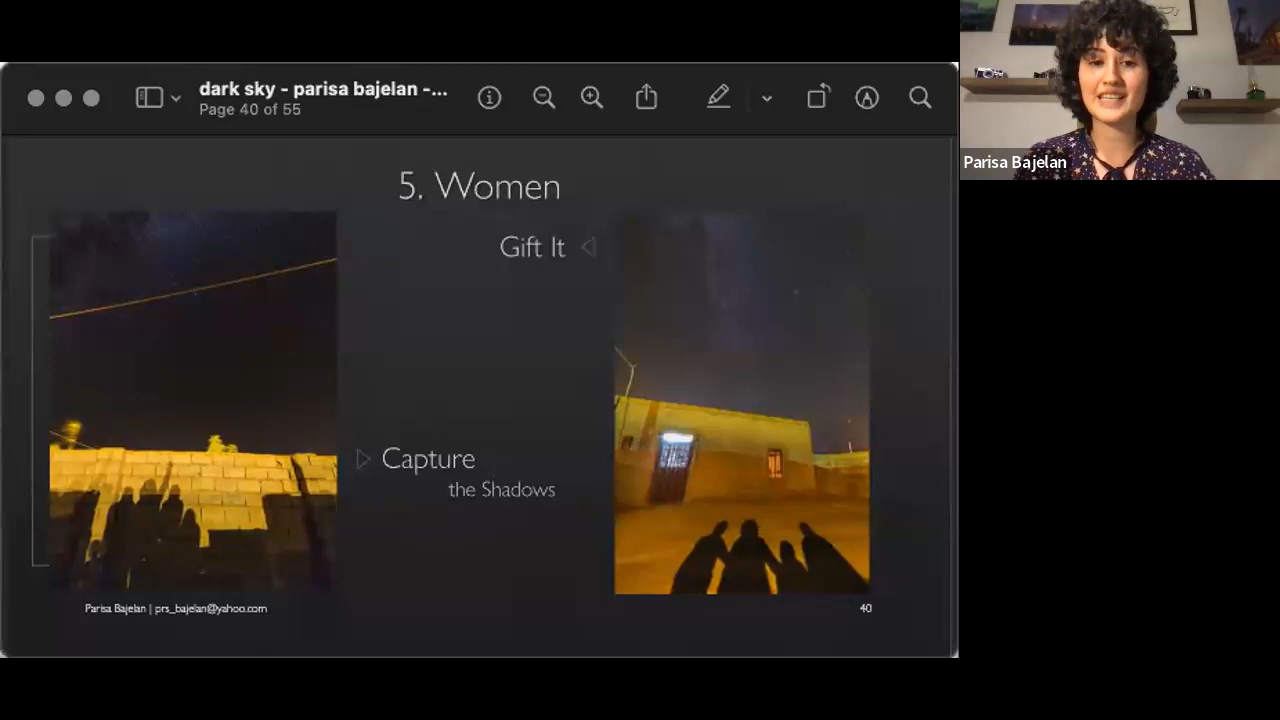 dark sky - parisa bajelan -...
Page 40 of 55
5. Women
Gift It
Capture
the Shadows
Parisa Bajelan | prs_bajelan@yahoo.com
40
Parisa Bajelan